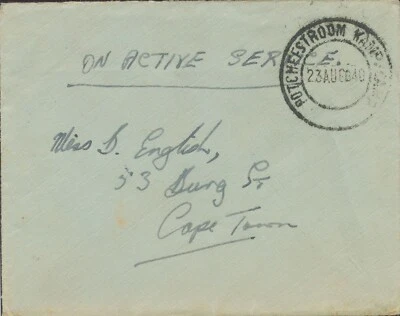 ON ACTIVE SERVICE.
POTCHEFSTROOM KAMP
23 AUG 40
Miss D. English,
53 Burg St.
Cape Town